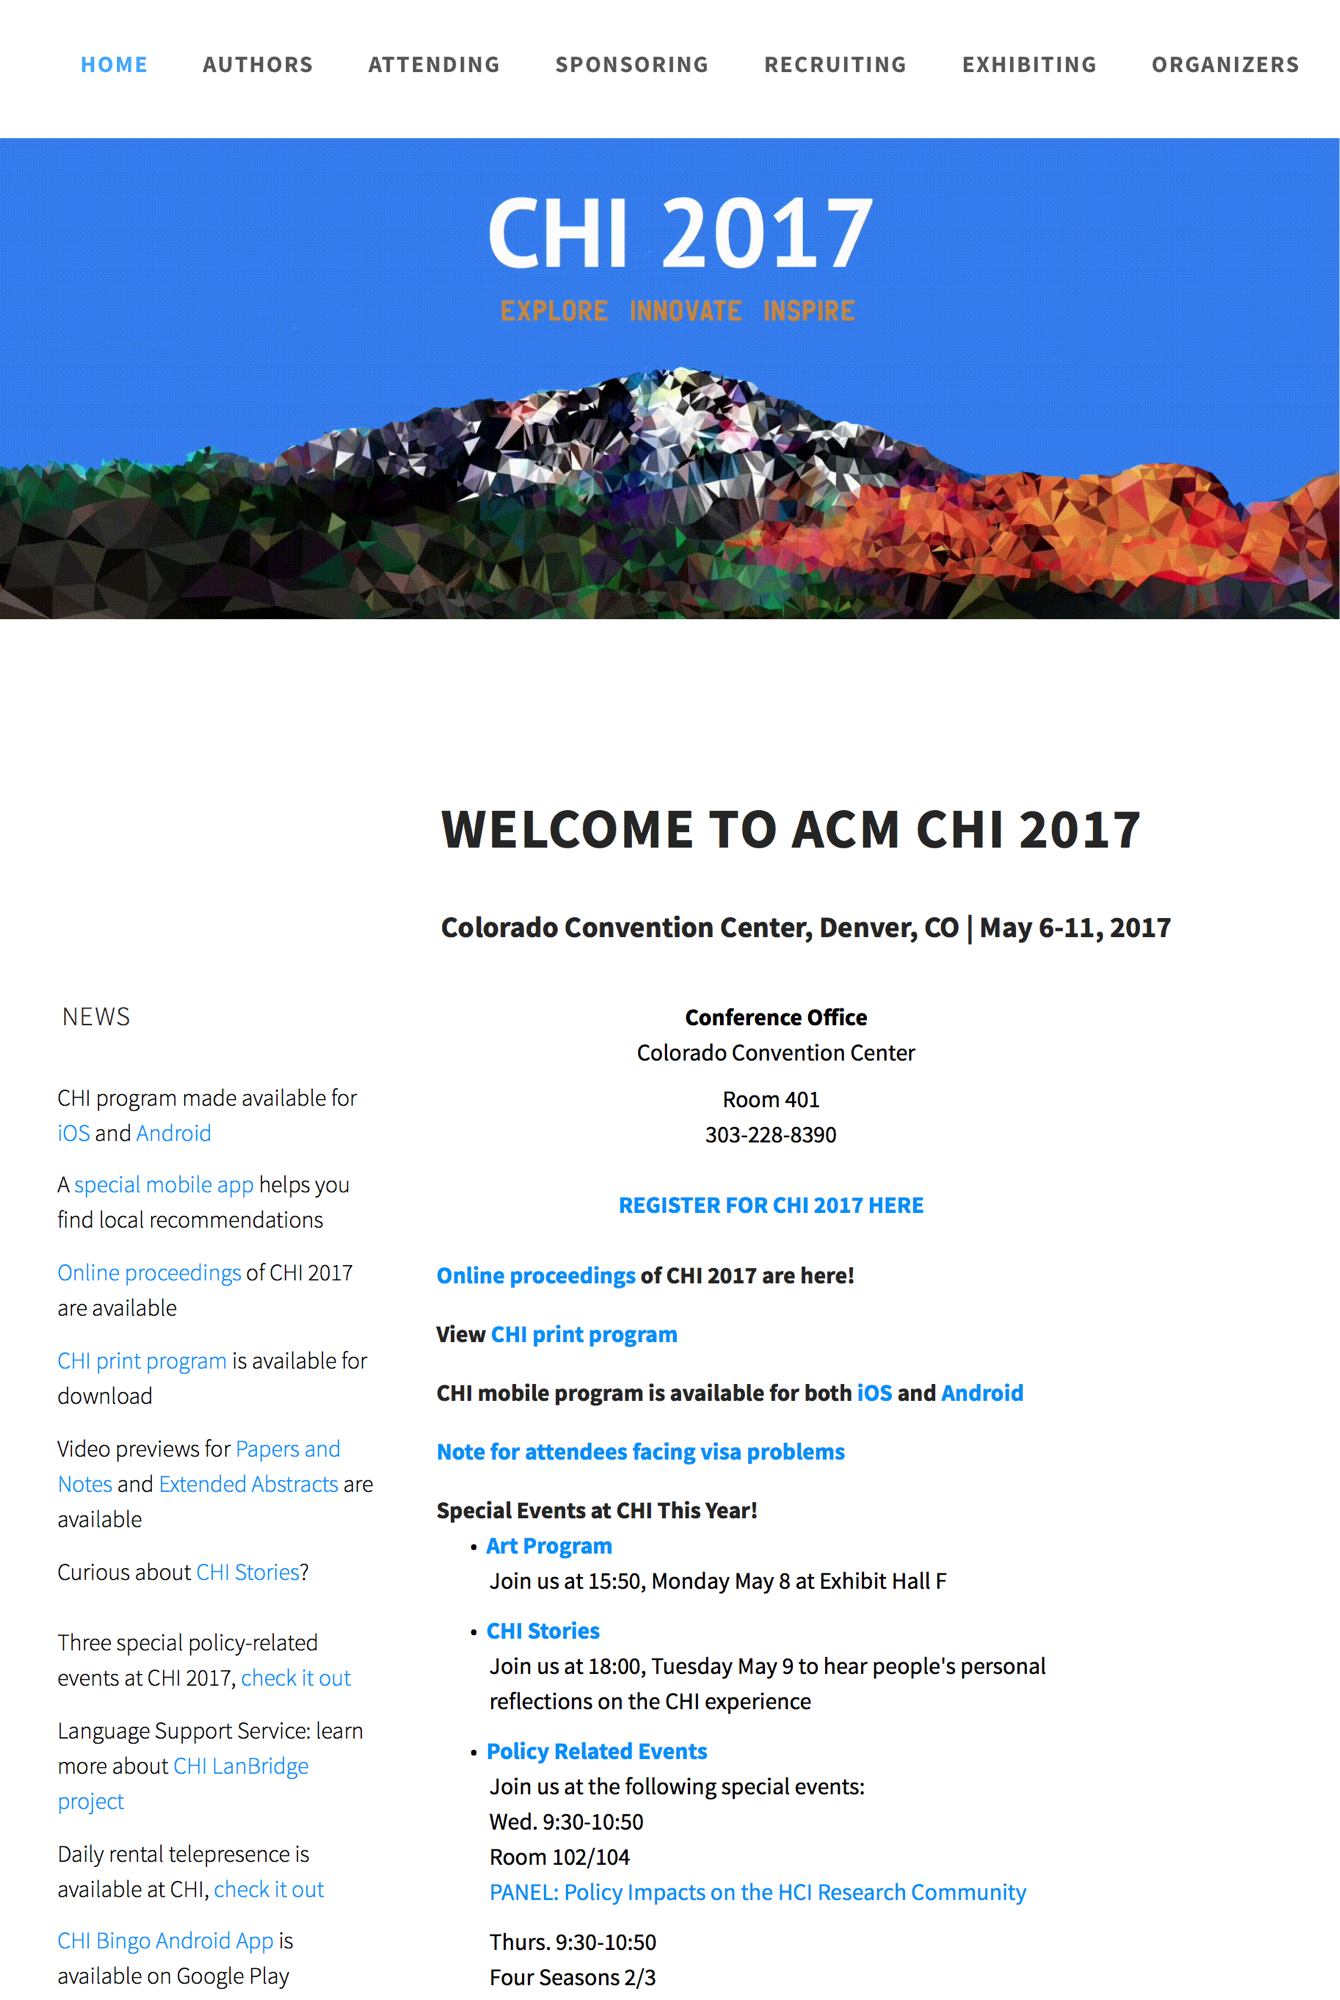 HOME AUTHORS ATTENDING SPONSORING RECRUITING EXHIBITING ORGANIZERS
CHI 2017
EXPLORE INNOVATE INSPIRE
WELCOME TO ACM CHI 2017
Colorado Convention Center, Denver, CO | May 6-11, 2017
NEWS
CHI program made available for
iOS and Android
A special mobile app helps you
find local recommendations
Online proceedings of CHI 2017
are available
CHI print program is available for
download
Video previews for Papers and
Notes and Extended Abstracts are
available
Curious about CHI Stories?
Three special policy-related
events at CHI 2017, check it out
Language Support Service: learn
more about CHI LanBridge
project
Daily rental telepresence is
available at CHI, check it out
CHI Bingo Android App is
available on Google Play
Conference Office
Colorado Convention Center
Room 401
303-228-8390
REGISTER FOR CHI 2017 HERE
Online proceedings of CHI 2017 are here!
View CHI print program
CHI mobile program is available for both iOS and Android
Note for attendees facing visa problems
Special Events at CHI This Year!
• Art Program
Join us at 15:50, Monday May 8 at Exhibit Hall F
• CHI Stories
Join us at 18:00, Tuesday May 9 to hear people's personal
reflections on the CHI experience
• Policy Related Events
Join us at the following special events:
Wed. 9:30-10:50
Room 102/104
PANEL: Policy Impacts on the HCI Research Community
Thurs. 9:30-10:50
Four Seasons 2/3